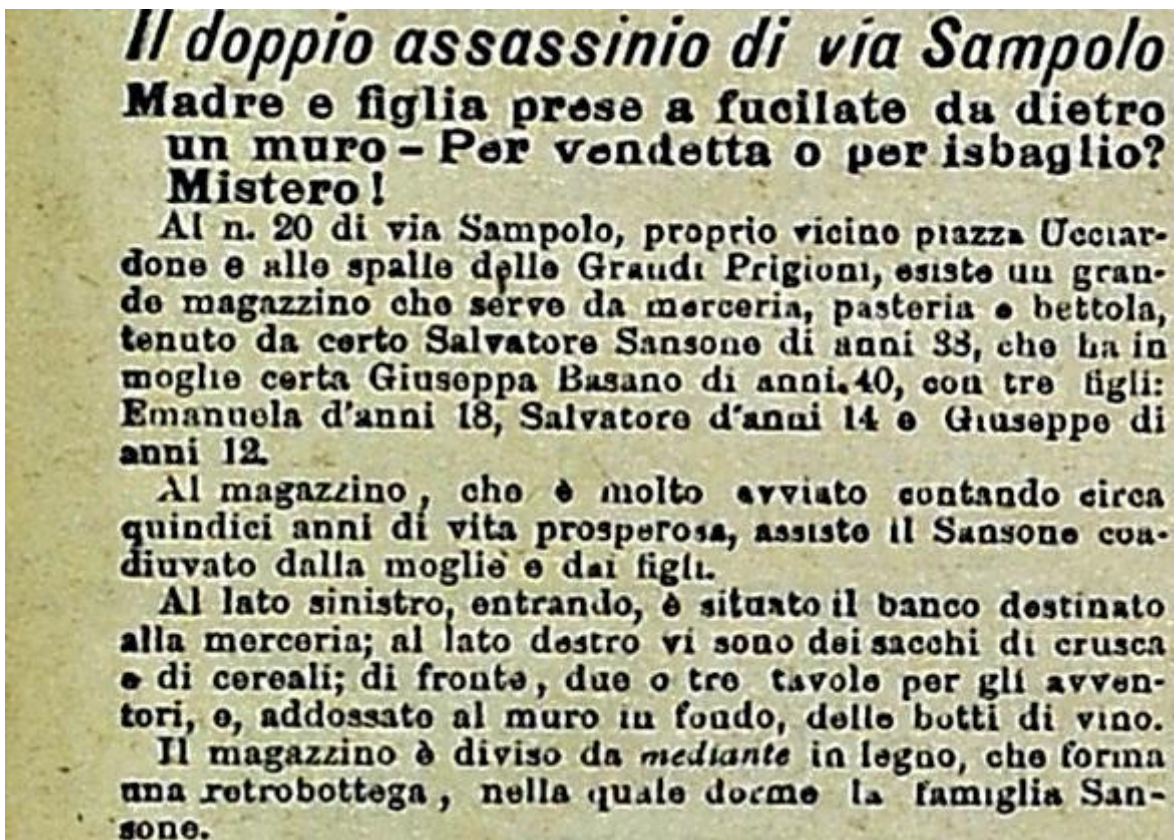 Il doppio assassinio di via Sampolo
Madre e figlia prese a fucilate da dietro
un muro – Per vendetta o per isbaglio?
Mistero!
Al n. 20 di via Sampolo, proprio vicino piazza Ucciar-
done e alle spalle delle Grandi Prigioni, esiste un gran-
de magazzino che serve da merceria, pasteria e bettola,
tenuto da certo Salvatore Sansone di anni 38, che ha in
moglie certa Giuseppa Basano di anni 40, con tre figli:
Emanuela d'anni 18, Salvatore d'anni 14 e Giuseppe di
anni 12.
Al magazzino, che è molto avviato contando circa
quindici anni di vita prosperosa, assiste il Sansone coa-
diuvato dalla moglie e dai figli.
Al lato sinistro, entrando, è situato il banco destinato
alla merceria; al lato destro vi sono dei sacchi di crusca
e di cereali; di fronte, due o tre tavole per gli avven-
tori, e, addossato al muro in fondo, delle botti di vino.
Il magazzino è diviso da mediante in legno, che forma
una retrobottega, nella quale dorme la famiglia San-
sone.